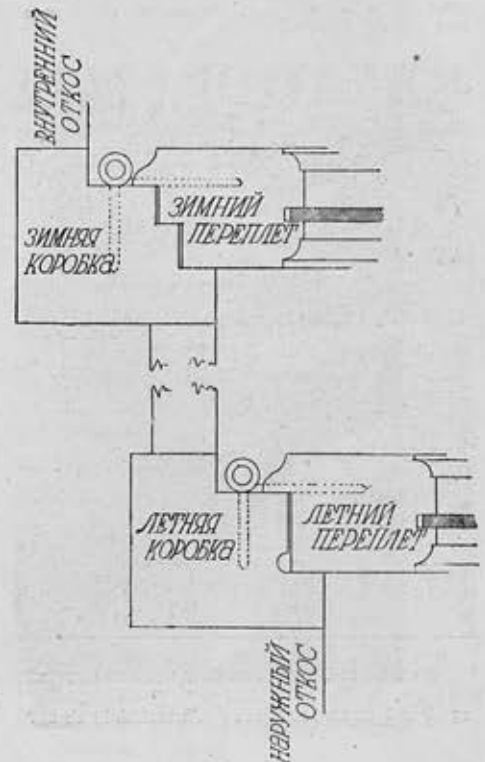 ВНУТРЕННИЙ
ОТКОС
ЗИМНЯЯ
КОРОБКА
ЗИМНИЙ
ПЕРЕПЛЕТ
ЛЕТНЯЯ
КОРОБКА
ЛЕТНИЙ
ПЕРЕПЛЕТ
НАРУЖНЫЙ
ОТКОС